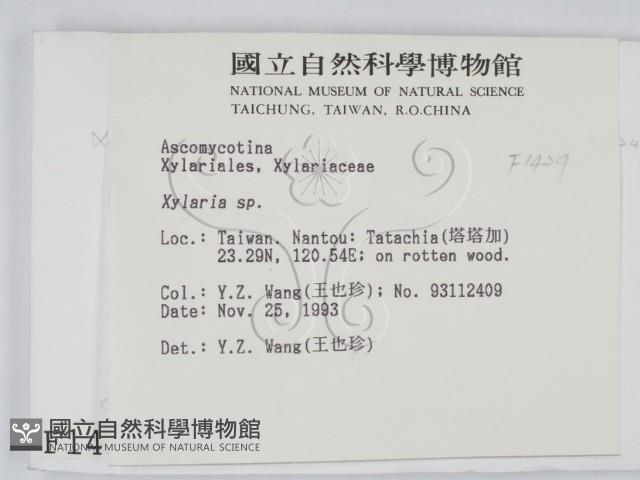 國立自然科學博物館
NATIONAL MUSEUM OF NATURAL SCIENCE
TAICHUNG, TAIWAN, R.O.CHINA
Ascomycotina
Xylariales, Xylariaceae
F1429
Xylaria sp.
Loc.: Taiwan. Nantou: Tatachia(塔塔加)
23.29N, 120.54E; on rotten wood.
Col.: Y.Z. Wang(王也珍); No. 93112409
Date: Nov. 25, 1993
Det.: Y.Z. Wang(王也珍)
國立自然科學博物館
NATIONAL MUSEUM OF NATURAL SCIENCE
F14